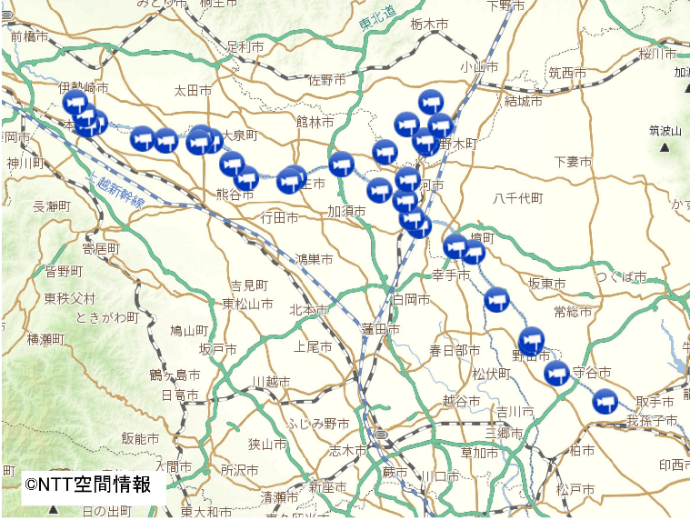 下野市
桐生市
栃木市
前橋市
東北道
足利市
小山市
桜川市
佐野市
筑西市
伊勢崎市
太田市
結城市
館林市
大泉町
筑波山
野木町
神川町
下妻市
熊谷市
上越新幹線
八千代町
長瀞町
行田市
加須市
境町
寄居町
鴻巣市
皆野町
幸手市
つくば市
吉見町
坂東市
東秩父村
東松山市
白岡市
常総市
ときがわ町
北本市
鳩山町
蓮田市
横瀬町
坂戸市
上尾市
春日部市
野田市
鶴ヶ島市
川越市
松伏町
守谷市
日高市
越谷市
取手市
ふじみ野市
吉川市
我孫子市
飯能市
狭山市
志木市
三郷市
草加市
柏市
入間市
所沢市
蕨市
川口市
印西市
©NTT空間情報
新座市
清瀬市
松戸市
日の出町
東大和市